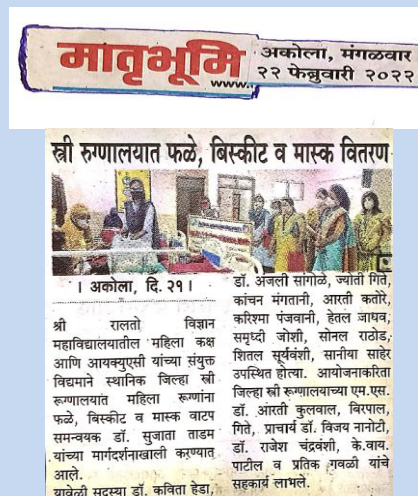 मातृभूमि
www..
अकोला, मंगळवार
२२ फेब्रुवारी २०२२
स्त्री रुग्णालयात फळे, बिस्कीट व मास्क वितरण
। अकोला, दि. २१ ।
श्री रालतो विज्ञान
महाविद्यालयातील महिला कक्ष
आणि आयक्युएसी यांच्या संयुक्त
विद्यमाने स्थानिक जिल्हा स्त्री
रूग्णालयात महिला रूग्णांना
फळे, बिस्कीट व मास्क वाटप
समन्वयक डॉ. सुजाता ताडम
यांच्या मार्गदर्शनाखाली करण्यात
आले.
यावेळी सदस्या डॉ. कविता हेडा,
डॉ. अंजली सांगोळे, ज्योती गिते,
कांचन मंगतानी, आरती कतोरे,
करिश्मा पंजवानी, हेतल जाधव,
समृध्दी जोशी, सोनल राठोड,
शितल सूर्यवंशी, सानीया साहेर
उपस्थित होत्या. आयोजनाकरिता
जिल्हा स्त्री रूग्णालयाच्या एम.एस.
डॉ. आरती कुलवाल, बिरपाल,
गिते, प्राचार्य डॉ. विजय नानोटी,
डॉ. राजेश चंद्रवंशी, के.वाय.
पाटील व प्रतिक गवळी यांचे
सहकार्य लाभले.